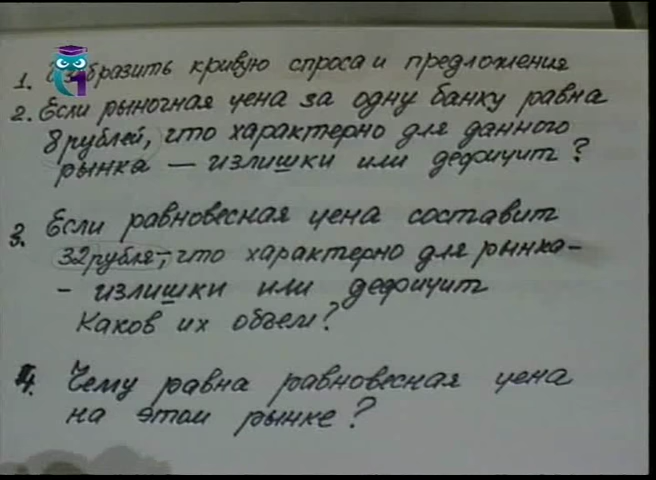 1. Изобразить кривую спроса и предложения
2. Если рыночная цена за одну банку равна
8 рублей, что характерно для данного
рынка — излишки или дефицит?
3. Если равновесная цена составит
32 рубля, что характерно для рынка -
- излишки или дефицит
Каков их объем?
4. Чему равна равновесная цена
на этом рынке?